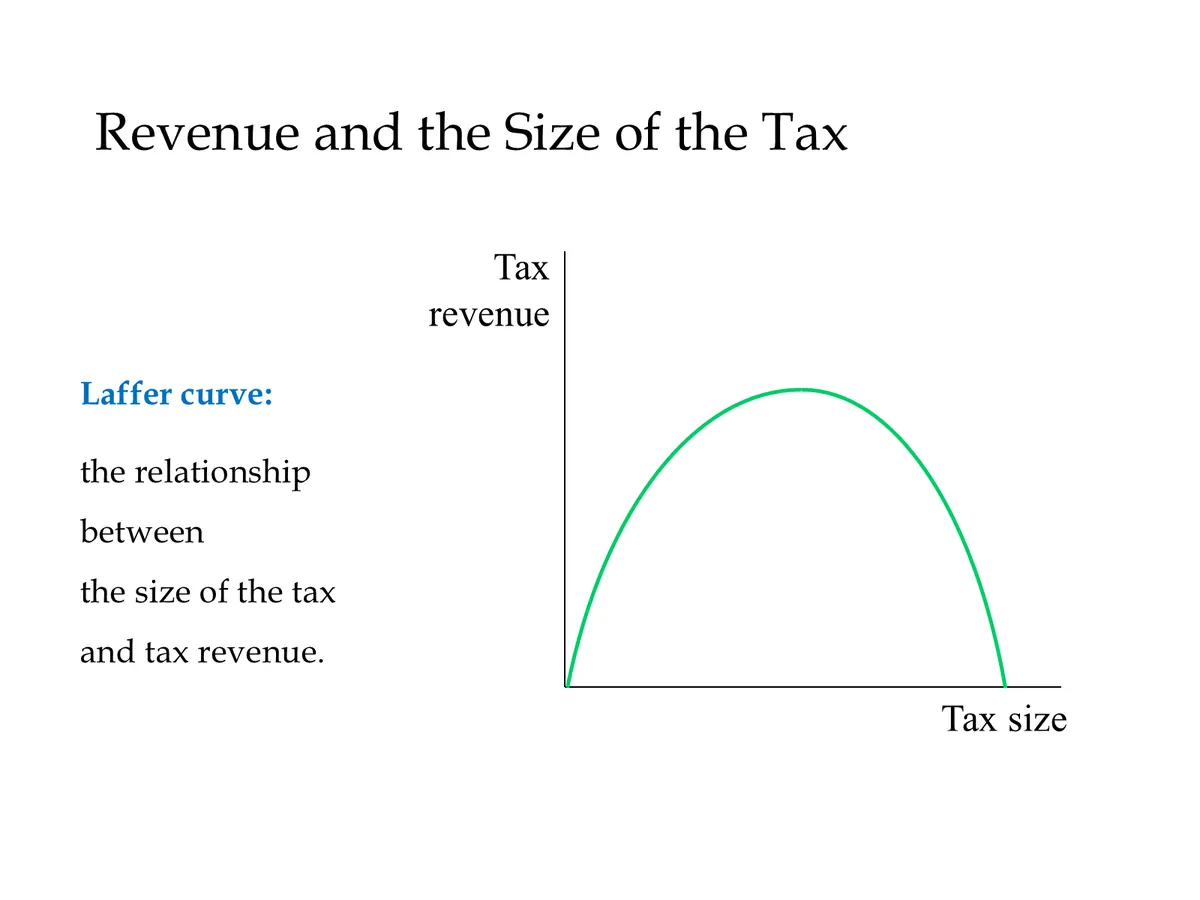 Revenue and the Size of the Tax
Tax
revenue
Laffer curve:
the relationship
between
the size of the tax
and tax revenue.
Tax size